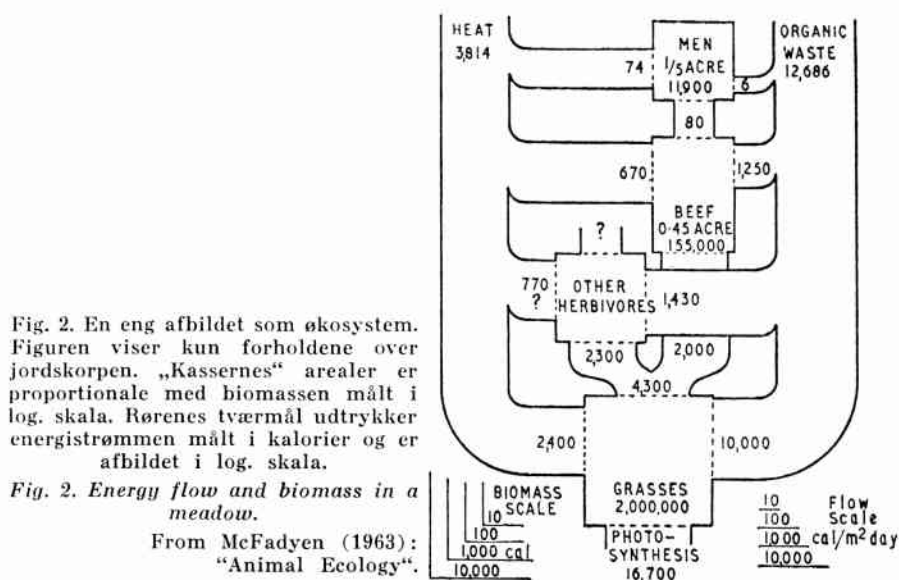 HEAT
3,814
MEN
1/5 ACRE
11,900
ORGANIC
WASTE
12,686
74
6
80
670
1,250
BEEF
0·45 ACRE
155,000
?
770
?
OTHER
HERBIVORES
1,430
2,300
2,000
4,300
2,400
10,000
GRASSES
2,000,000
PHOTO-
SYNTHESIS
16,700
BIOMASS
SCALE
10
100
1,000 cal
10,000
10 Flow
100 Scale
1,000 cal/m² day
10,000
Fig. 2. En eng afbildet som økosystem.
Figuren viser kun forholdene over
jordskorpen. „Kassernes“ arealer er
proportionale med biomassen målt i
log. skala. Rørenes tværmål udtrykker
energistrømmen målt i kalorier og er
afbildet i log. skala.
Fig. 2. Energy flow and biomass in a
meadow.
From McFadyen (1963):
“Animal Ecology“.